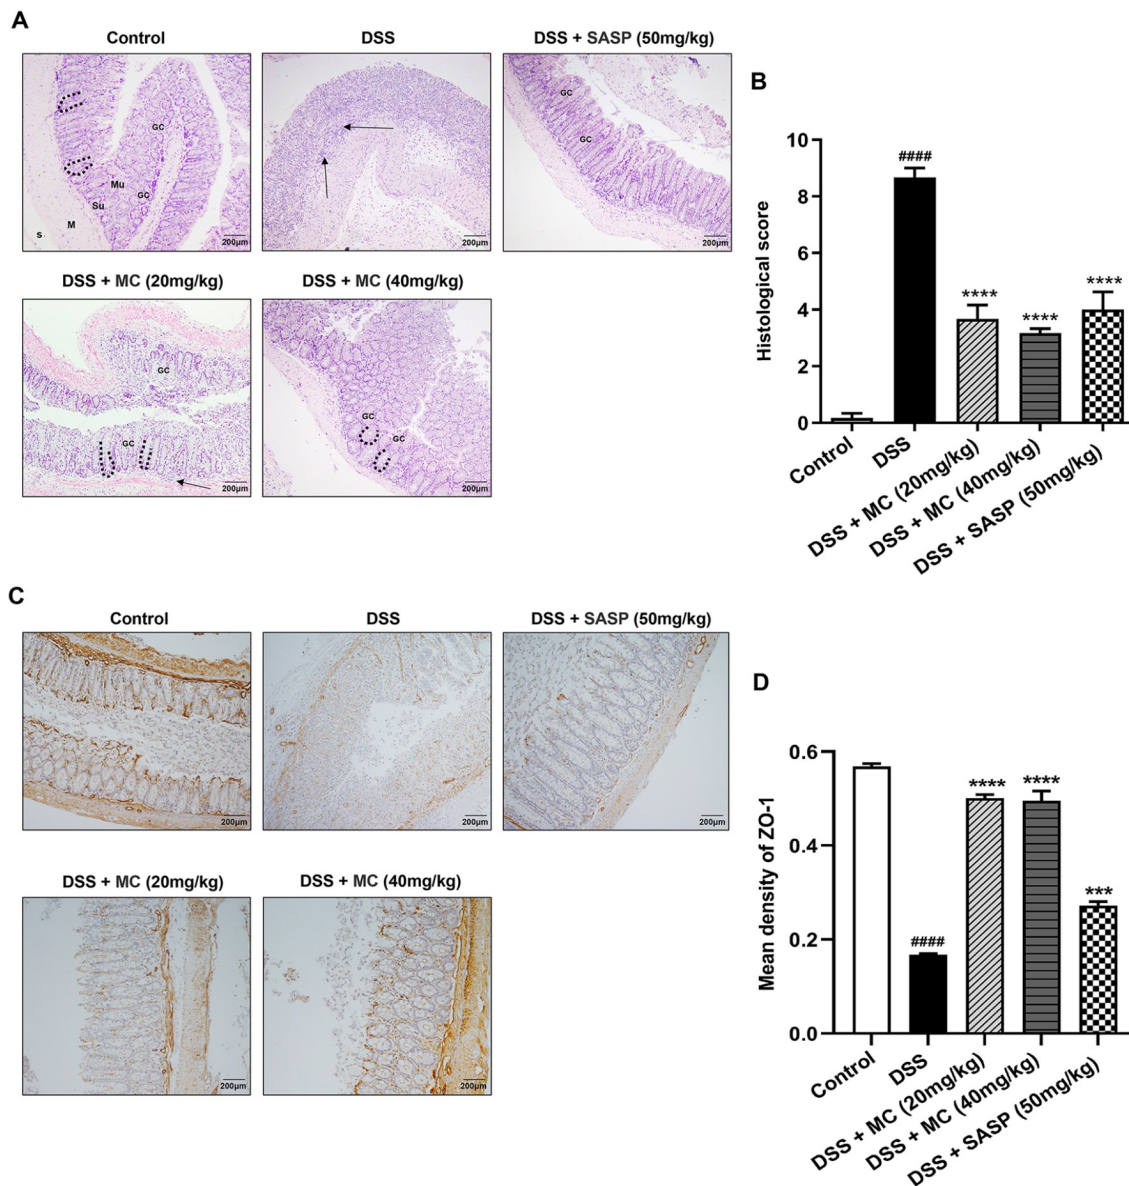 A
Control
DSS
DSS + SASP (50mg/kg)
GC
Mu
GC
Su
M
s
200µm
200µm
GC
GC
200µm
DSS + MC (20mg/kg)
DSS + MC (40mg/kg)
GC
GC
200µm
GC
GC
200µm
B
Histological score
10
8
6
4
2
0
####
****
****
****
Control
DSS
DSS + MC (20mg/kg)
DSS + MC (40mg/kg)
DSS + SASP (50mg/kg)
C
Control
DSS
DSS + SASP (50mg/kg)
200µm
200µm
200µm
DSS + MC (20mg/kg)
DSS + MC (40mg/kg)
200µm
200µm
D
Mean density of ZO-1
0.6
0.4
0.2
0.0
####
****
****
***
Control
DSS
DSS + MC (20mg/kg)
DSS + MC (40mg/kg)
DSS + SASP (50mg/kg)